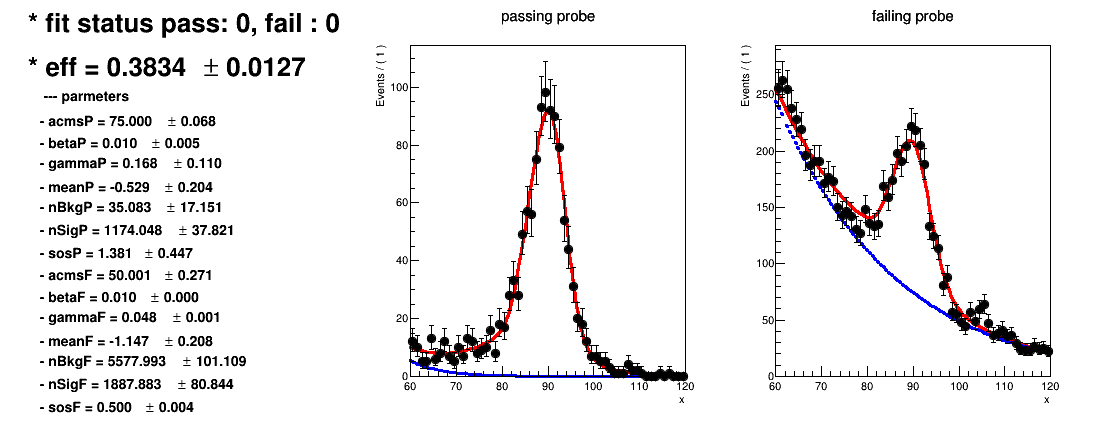 * fit status pass: 0, fail : 0
* eff = 0.3834 ± 0.0127
--- parmeters
- acmsP = 75.000 ± 0.068
- betaP = 0.010 ± 0.005
- gammaP = 0.168 ± 0.110
- meanP = -0.529 ± 0.204
- nBkgP = 35.083 ± 17.151
- nSigP = 1174.048 ± 37.821
- sosP = 1.381 ± 0.447
- acmsF = 50.001 ± 0.271
- betaF = 0.010 ± 0.000
- gammaF = 0.048 ± 0.001
- meanF = -1.147 ± 0.208
- nBkgF = 5577.993 ± 101.109
- nSigF = 1887.883 ± 80.844
- sosF = 0.500 ± 0.004
passing probe
Events / ( 1 )
100
80
60
40
20
0
60 70 80 90 100 110 120
x
failing probe
Events / ( 1 )
250
200
150
100
50
0
60 70 80 90 100 110 120
x